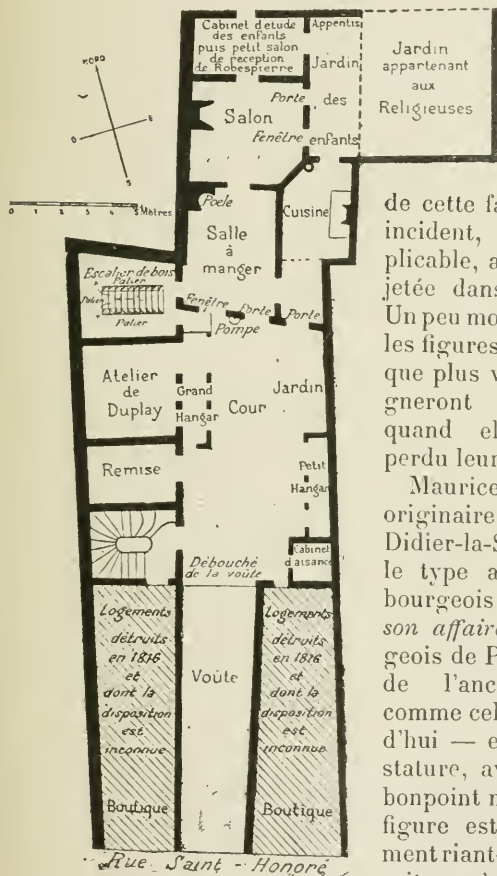 Cabinet d'étude
des enfants
puis petit salon
de réception
de Robespierre
Appentis
Jardin
des
enfants
Jardin
appartenant
aux
Religieuses
NORD
O
E
S
0 1 2 3 4 5 Mètres
Salon
Porte
Fenêtre
Poele
Cuisine
Salle
à
manger
Escalier de bois
Palier
Palier
Palier
Fenêtre
Porte
Porte
Pompe
Atelier
de
Duplay
Grand
Hangar
Cour
Jardin
Remise
Petit
Hangar
Cabinet
d'aisance
Débouché
de la voûte
Logements
détruits
en 1816
et
dont la
disposition
est
inconnue
Boutique
Voûte
Logements
détruits
en 1816
et
dont la
disposition
est
inconnue
Boutique
Rue Saint-Honoré
de cette fa
incident,
plicable, a
jetée dans
Un peu mo
les figures
que plus v
gneront
quand el
perdu leur
Maurice
originaire
Didier-la-S
le type a
bourgeois
son affaire
geois de P
de l'anc
comme cel
d'hui — e
stature, av
bonpoint m
figure est
ment riant